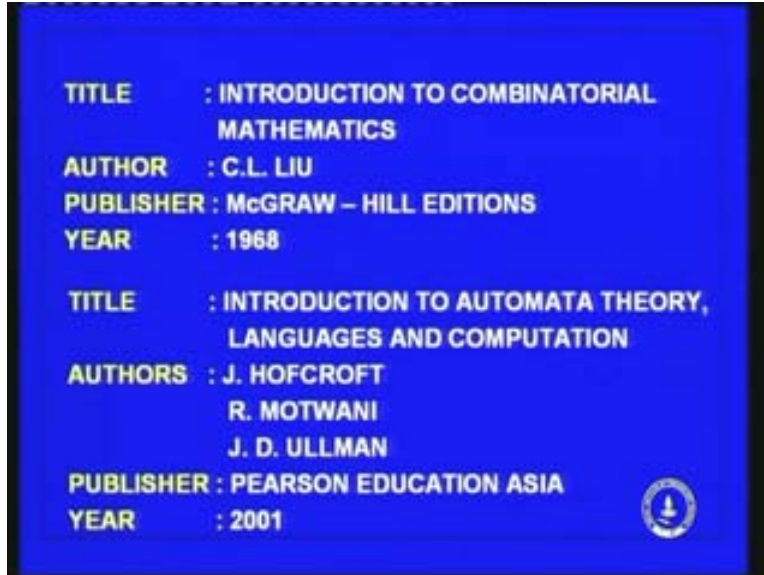 TITLE : INTRODUCTION TO COMBINATORIAL
MATHEMATICS
AUTHOR : C.L. LIU
PUBLISHER : McGRAW – HILL EDITIONS
YEAR : 1968
TITLE : INTRODUCTION TO AUTOMATA THEORY,
LANGUAGES AND COMPUTATION
AUTHORS : J. HOFCROFT
R. MOTWANI
J. D. ULLMAN
PUBLISHER : PEARSON EDUCATION ASIA
YEAR : 2001